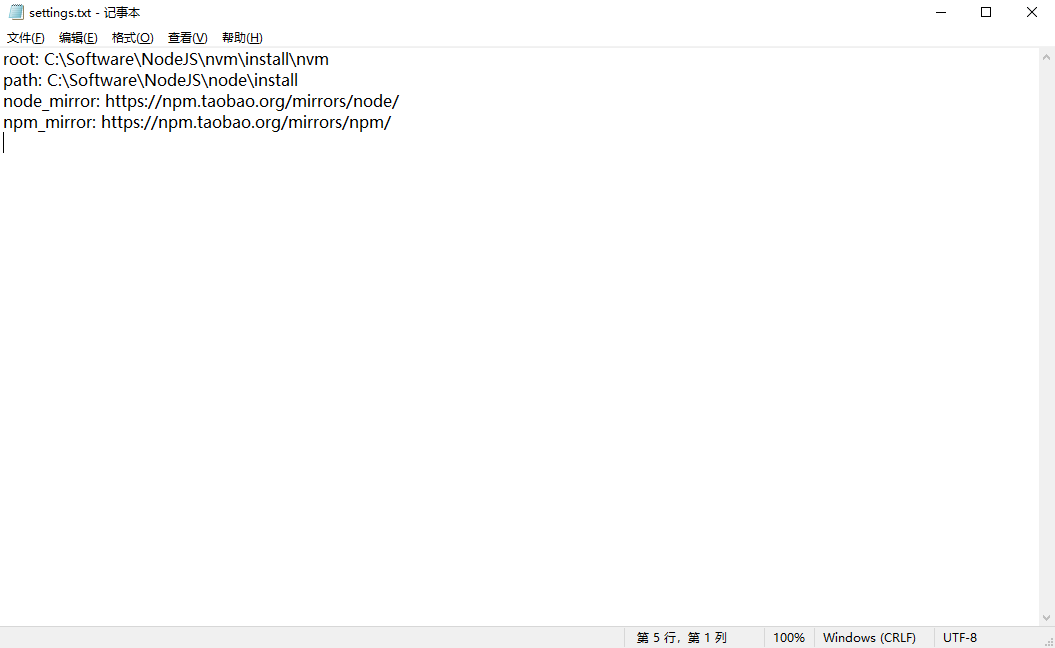 settings.txt - 记事本
文件(F) 编辑(E) 格式(O) 查看(V) 帮助(H)
root: C:\Software\NodeJS\nvm\install\nvm
path: C:\Software\NodeJS\node\install
node_mirror: https://npm.taobao.org/mirrors/node/
npm_mirror: https://npm.taobao.org/mirrors/npm/
第 5 行，第 1 列 100% Windows (CRLF) UTF-8